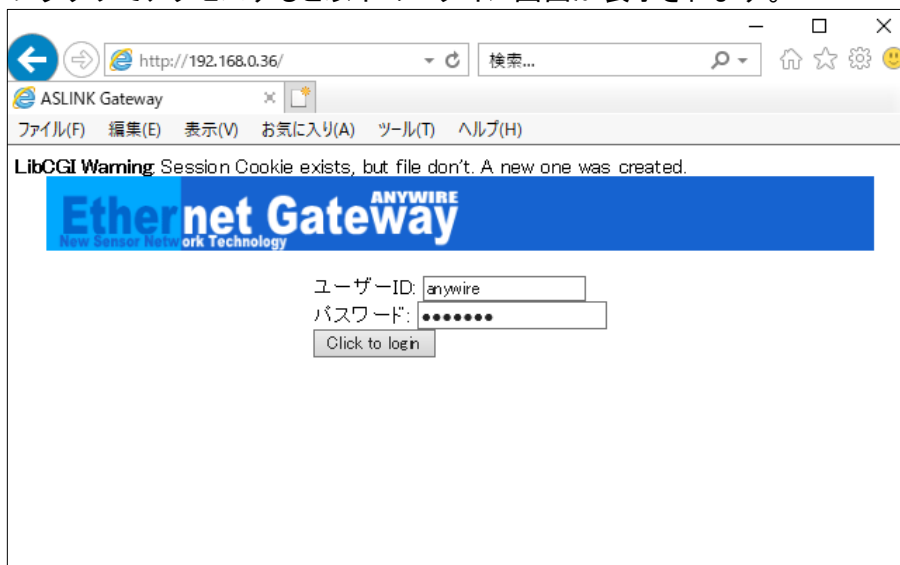 http://192.168.0.36/
検索...
ASLINK Gateway
ファイル(F) 編集(E) 表示(V) お気に入り(A) ツール(T) ヘルプ(H)
LibCGI Warning Session Cookie exists, but file don't. A new one was created.
Ethernet Gateway
ANYWIRE
New Sensor Network Technology
ユーザーID: anywire
パスワード: •••••••
Click to login